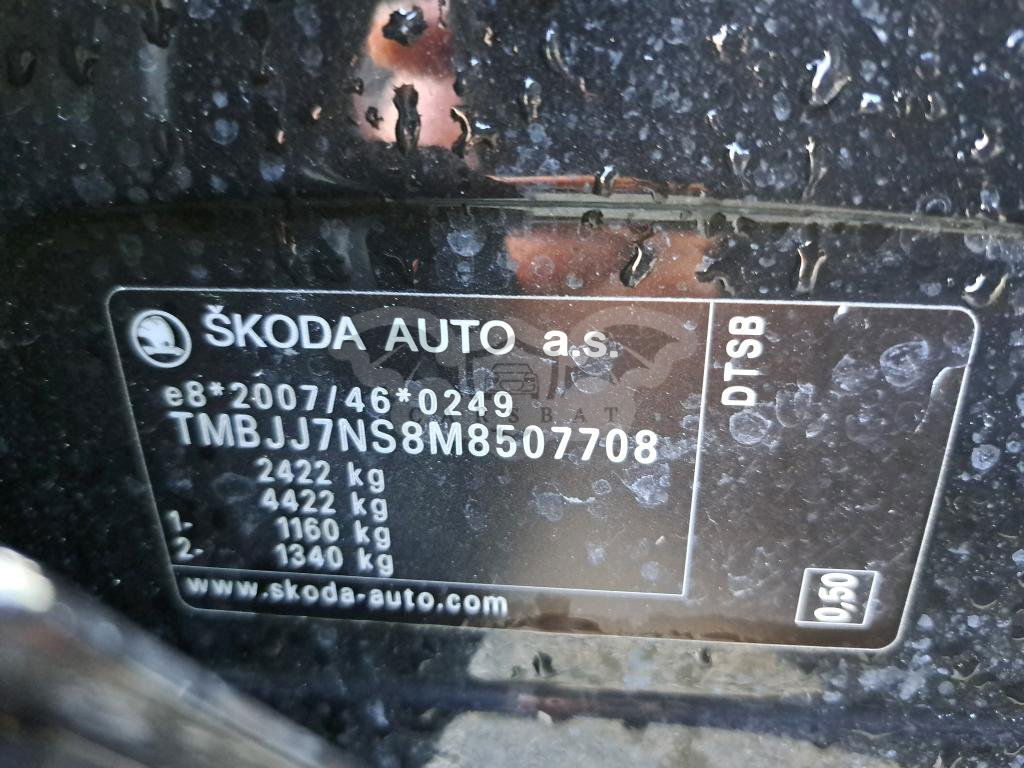 ŠKODA AUTO a.s.
e8*2007/46*0249
TMBJJ7NS8M8507708
2422 kg
4422 kg
1- 1160 kg
2- 1340 kg
www.skoda-auto.com
DTSB
0,50